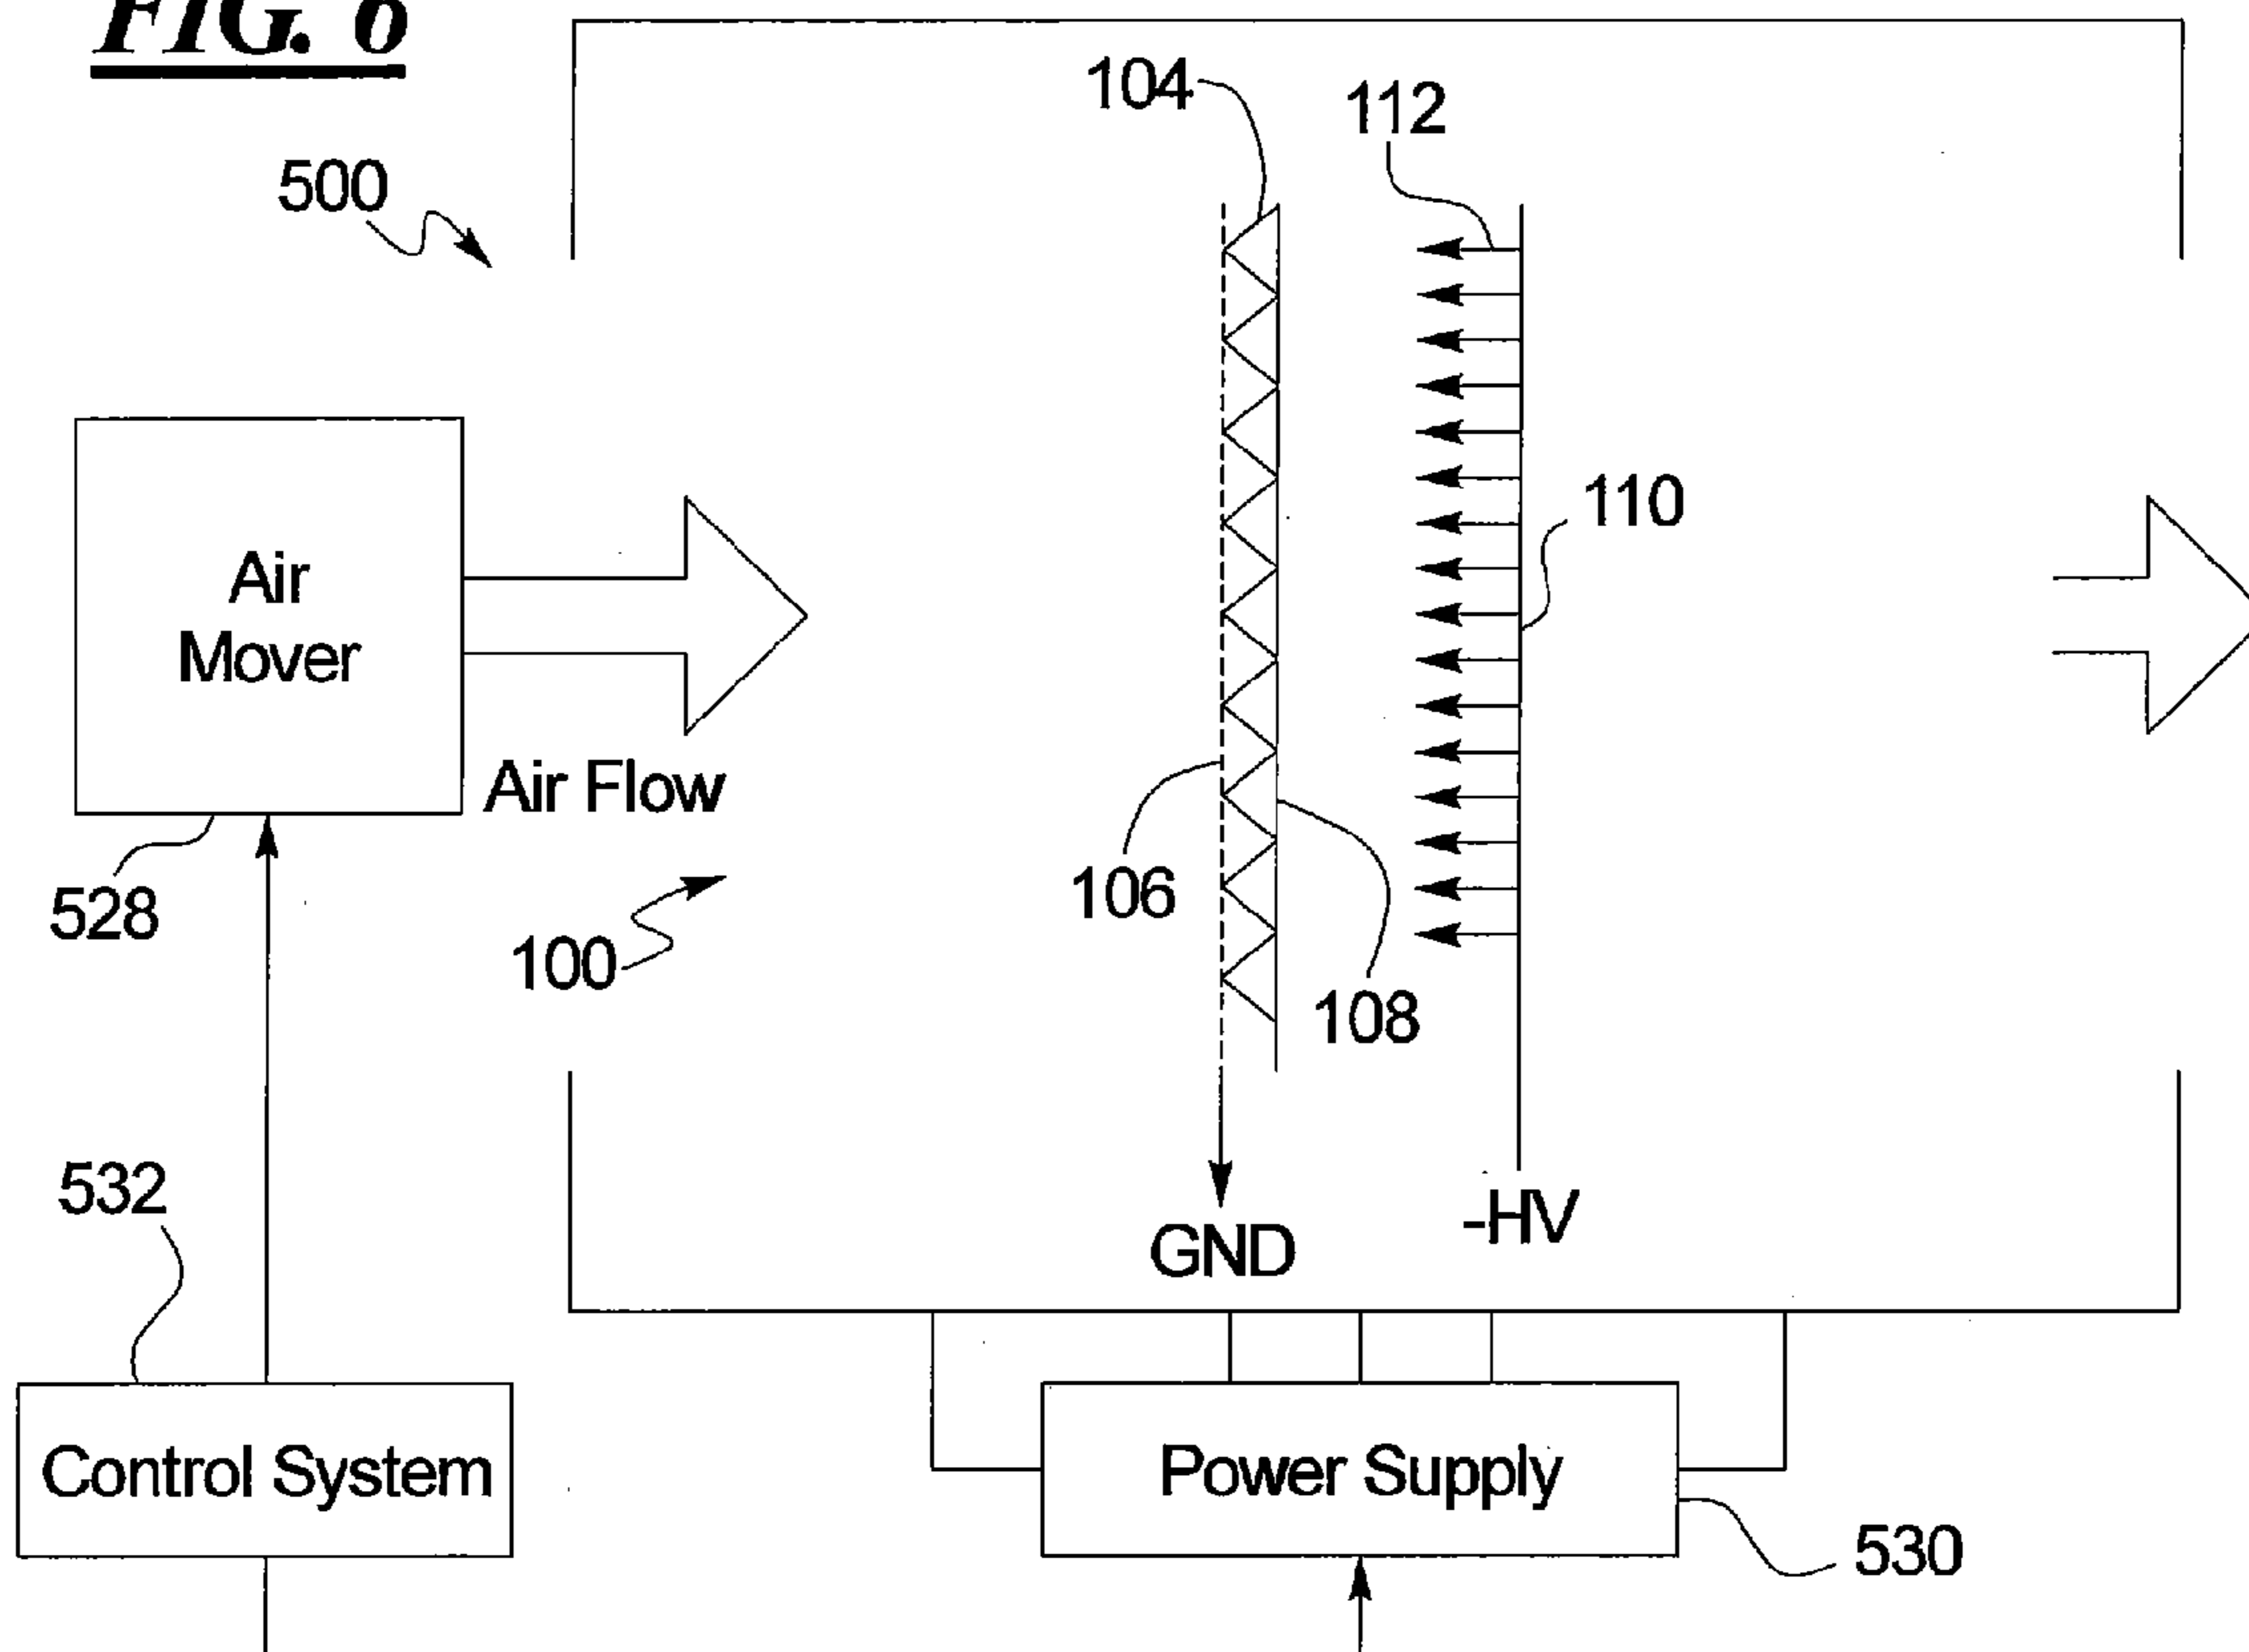 FIG.
104
112
500
110
Air
Mover
Air Flow
106
528
100
108
532
GND
-HV
Control System
Power Supply
530